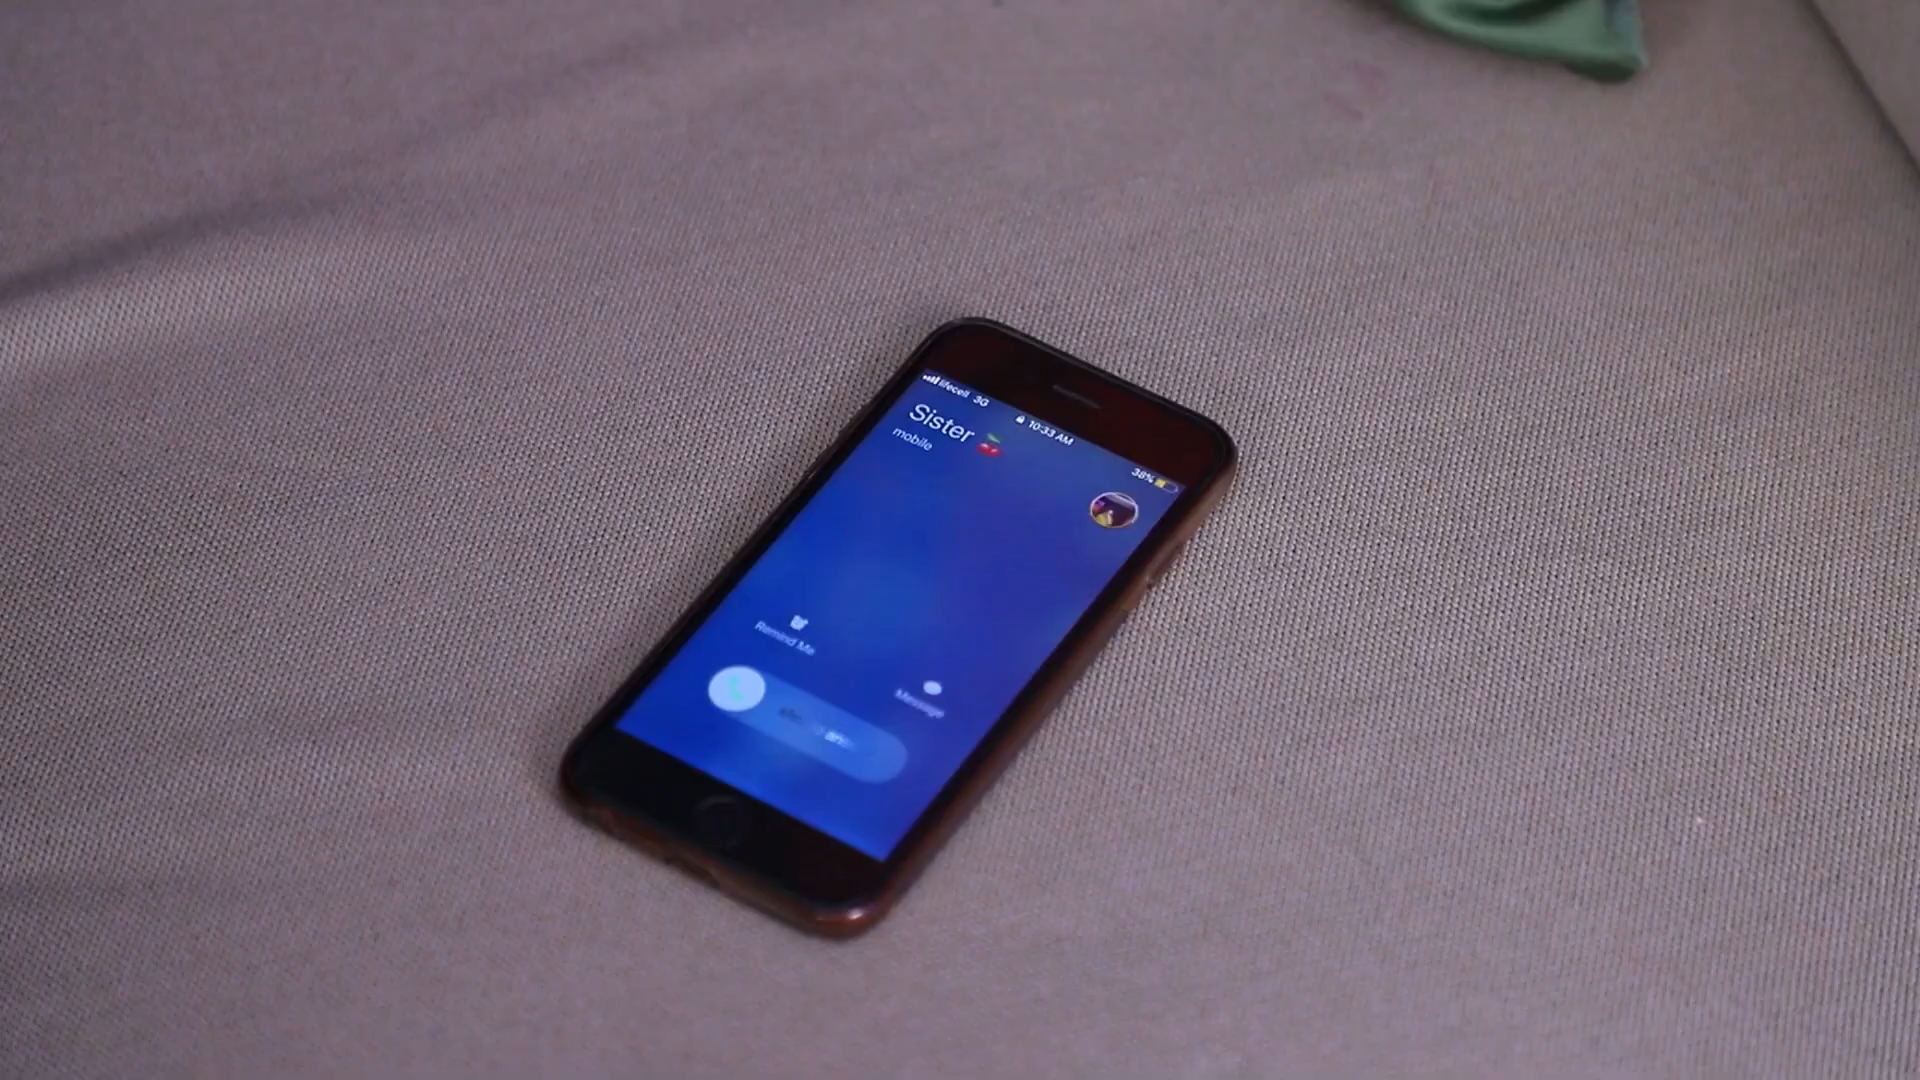 lifecell 3G
10:33 AM
38%
Sister 🍒
mobile
Remind Me
Message